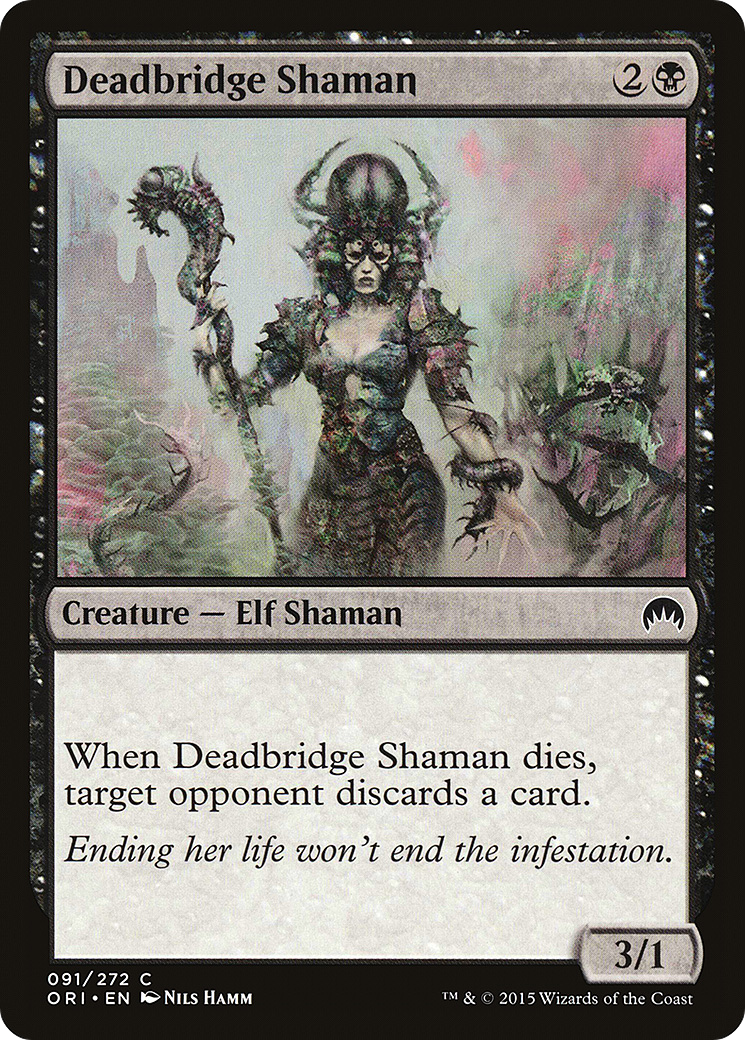 Deadbridge Shaman 2
Creature — Elf Shaman
When Deadbridge Shaman dies,
target opponent discards a card.
Ending her life won't end the infestation.
3/1
091/272 C
ORI • EN Nils Hamm
™ & © 2015 Wizards of the Coast